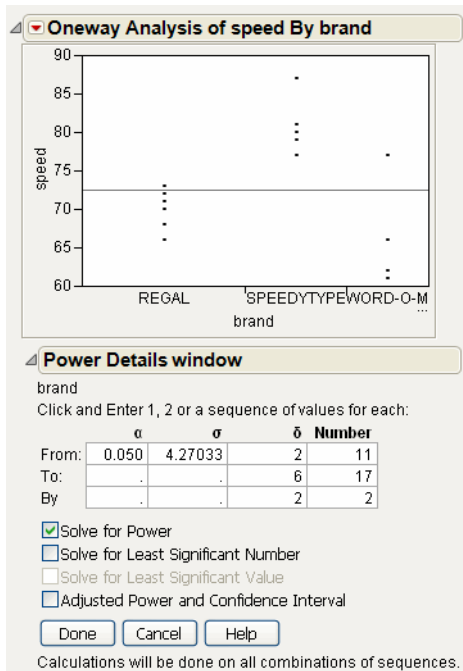 Oneway Analysis of speed By brand
90
85
80
75
70
65
60
speed
REGAL SPEEDYTYPE WORD-O-M...
brand
Power Details window
brand
Click and Enter 1, 2 or a sequence of values for each:
α σ δ Number
From: 0.050 4.27033 2 11
To: . . 6 17
By . . 2 2
Solve for Power
Solve for Least Significant Number
Solve for Least Significant Value
Adjusted Power and Confidence Interval
Done Cancel Help
Calculations will be done on all combinations of sequences.